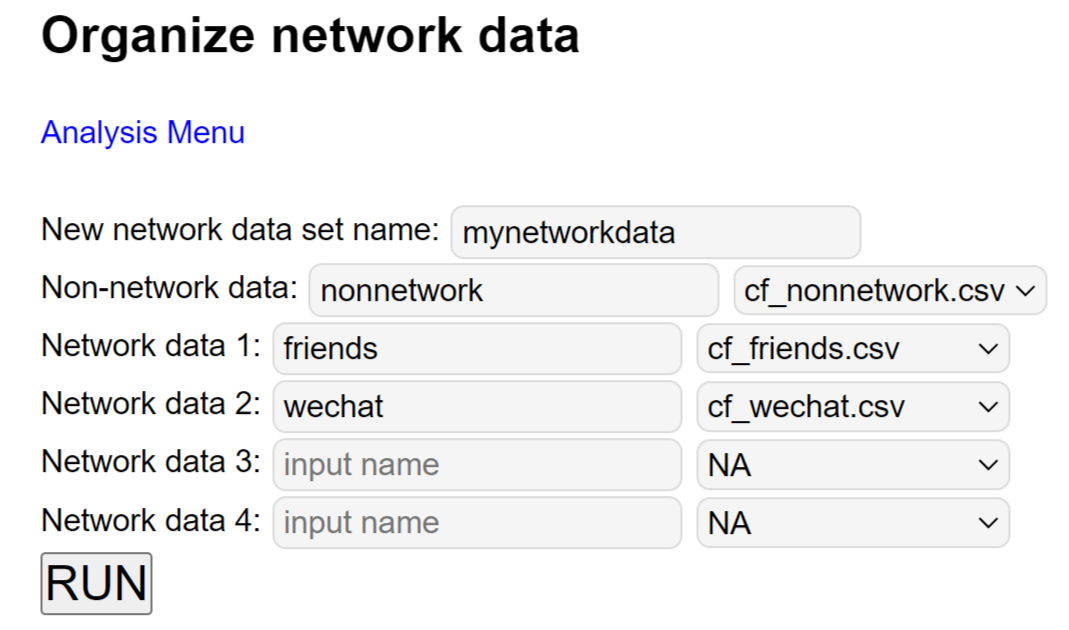 Organize network data
Analysis Menu
New network data set name: mynetworkdata
Non-network data: nonnetwork cf_nonnetwork.csv
Network data 1: friends cf_friends.csv
Network data 2: wechat cf_wechat.csv
Network data 3: input name NA
Network data 4: input name NA
RUN